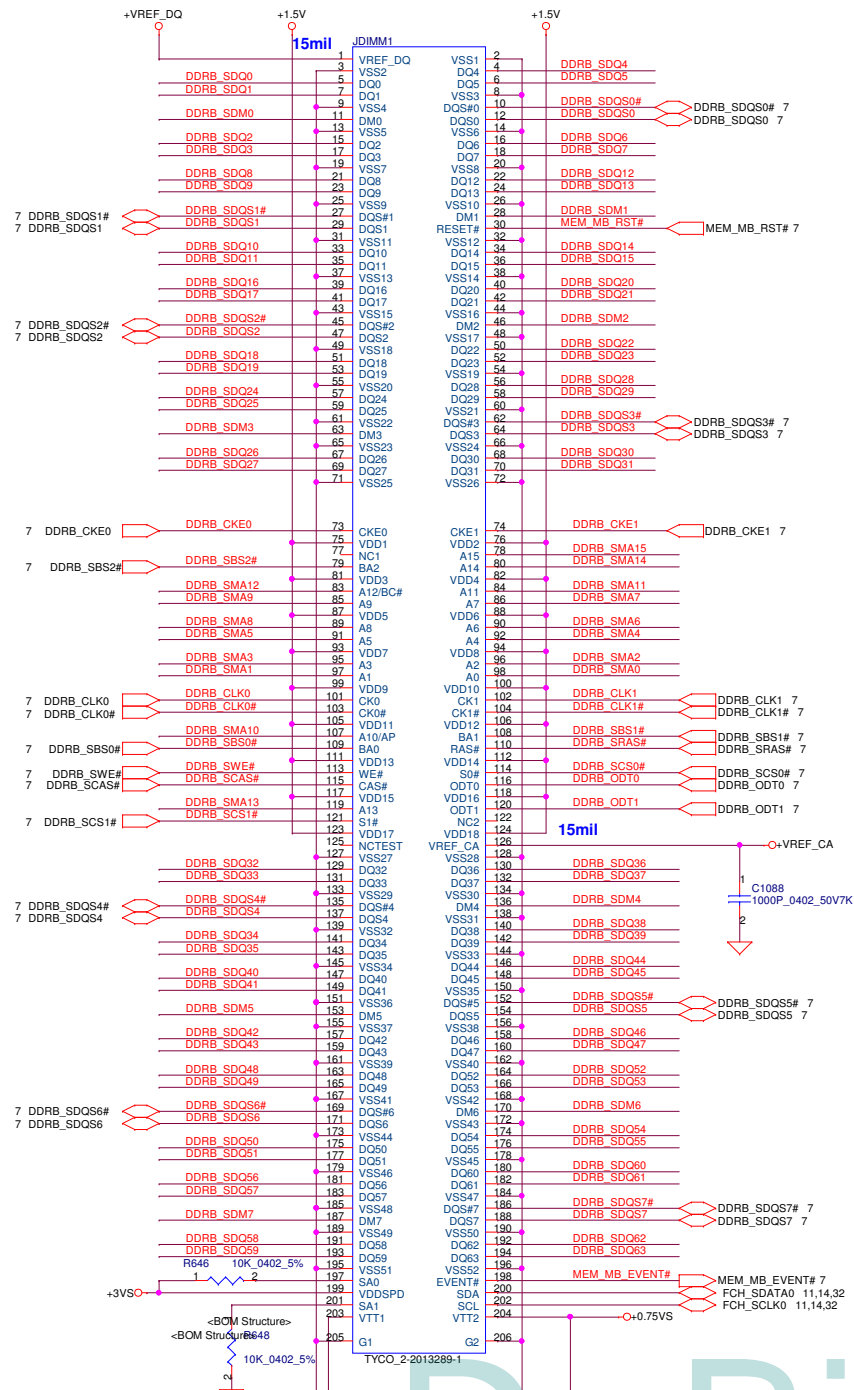 +VREF_DQ +1.5V +1.5V
15mil JDIMM1
1 VREF_DQ VSS1 2
3 VSS2 DQ4 4 DDRB_SDQ4
DDRB_SDQ0 5 DQ0 DQ5 6 DDRB_SDQ5
DDRB_SDQ1 7 DQ1 VSS3 8
9 VSS4 DQS#0 10 DDRB_SDQS0# DDRB_SDQS0# 7
DDRB_SDM0 11 DM0 DQS0 12 DDRB_SDQS0 DDRB_SDQS0 7
13 VSS5 VSS6 14
DDRB_SDQ2 15 DQ2 DQ6 16 DDRB_SDQ6
DDRB_SDQ3 17 DQ3 DQ7 18 DDRB_SDQ7
19 VSS7 VSS8 20
DDRB_SDQ8 21 DQ8 DQ12 22 DDRB_SDQ12
DDRB_SDQ9 23 DQ9 DQ13 24 DDRB_SDQ13
25 VSS9 VSS10 26
7 DDRB_SDQS1# DDRB_SDQS1# 27 DQS#1 DM1 28 DDRB_SDM1
7 DDRB_SDQS1 DDRB_SDQS1 29 DQS1 RESET# 30 MEM_MB_RST# MEM_MB_RST# 7
31 VSS11 VSS12 32
DDRB_SDQ10 33 DQ10 DQ14 34 DDRB_SDQ14
DDRB_SDQ11 35 DQ11 DQ15 36 DDRB_SDQ15
37 VSS13 VSS14 38
DDRB_SDQ16 39 DQ16 DQ20 40 DDRB_SDQ20
DDRB_SDQ17 41 DQ17 DQ21 42 DDRB_SDQ21
43 VSS15 VSS16 44
7 DDRB_SDQS2# DDRB_SDQS2# 45 DQS#2 DM2 46 DDRB_SDM2
7 DDRB_SDQS2 DDRB_SDQS2 47 DQS2 VSS17 48
49 VSS18 DQ22 50 DDRB_SDQ22
DDRB_SDQ18 51 DQ18 DQ23 52 DDRB_SDQ23
DDRB_SDQ19 53 DQ19 VSS19 54
55 VSS20 DQ28 56 DDRB_SDQ28
DDRB_SDQ24 57 DQ24 DQ29 58 DDRB_SDQ29
DDRB_SDQ25 59 DQ25 VSS21 60
61 VSS22 DQS#3 62 DDRB_SDQS3# DDRB_SDQS3# 7
DDRB_SDM3 63 DM3 DQS3 64 DDRB_SDQS3 DDRB_SDQS3 7
65 VSS23 VSS24 66
DDRB_SDQ26 67 DQ26 DQ30 68 DDRB_SDQ30
DDRB_SDQ27 69 DQ27 DQ31 70 DDRB_SDQ31
71 VSS25 VSS26 72
7 DDRB_CKE0 DDRB_CKE0 73 CKE0 CKE1 74 DDRB_CKE1 DDRB_CKE1 7
75 VDD1 VDD2 76
77 NC1 A15 78 DDRB_SMA15
7 DDRB_SBS2# DDRB_SBS2# 79 BA2 A14 80 DDRB_SMA14
81 VDD3 VDD4 82
DDRB_SMA12 83 A12/BC# A11 84 DDRB_SMA11
DDRB_SMA9 85 A9 A7 86 DDRB_SMA7
87 VDD5 VDD6 88
DDRB_SMA8 89 A8 A6 90 DDRB_SMA6
DDRB_SMA5 91 A5 A4 92 DDRB_SMA4
93 VDD7 VDD8 94
DDRB_SMA3 95 A3 A2 96 DDRB_SMA2
DDRB_SMA1 97 A1 A0 98 DDRB_SMA0
99 VDD9 VDD10 100
7 DDRB_CLK0 DDRB_CLK0 101 CK0 CK1 102 DDRB_CLK1 DDRB_CLK1 7
7 DDRB_CLK0# DDRB_CLK0# 103 CK0# CK1# 104 DDRB_CLK1# DDRB_CLK1# 7
105 VDD11 VDD12 106
DDRB_SMA10 107 A10/AP BA1 108 DDRB_SBS1# DDRB_SBS1# 7
7 DDRB_SBS0# DDRB_SBS0# 109 BA0 RAS# 110 DDRB_SRAS# DDRB_SRAS# 7
111 VDD13 VDD14 112
7 DDRB_SWE# DDRB_SWE# 113 WE# S0# 114 DDRB_SCS0# DDRB_SCS0# 7
7 DDRB_SCAS# DDRB_SCAS# 115 CAS# ODT0 116 DDRB_ODT0 DDRB_ODT0 7
117 VDD15 VDD16 118
DDRB_SMA13 119 A13 ODT1 120 DDRB_ODT1 DDRB_ODT1 7
7 DDRB_SCS1# DDRB_SCS1# 121 S1# NC2 122
123 VDD17 VDD18 124 15mil
125 NCTEST VREF_CA 126 +VREF_CA
127 VSS27 VSS28 128
DDRB_SDQ32 129 DQ32 DQ36 130 DDRB_SDQ36
DDRB_SDQ33 131 DQ33 DQ37 132 DDRB_SDQ37 1
133 VSS29 VSS30 134 C1088
7 DDRB_SDQS4# DDRB_SDQS4# 135 DQS#4 DM4 136 DDRB_SDM4 1000P_0402_50V7K
7 DDRB_SDQS4 DDRB_SDQS4 137 DQS4 VSS31 138 2
139 VSS32 DQ38 140 DDRB_SDQ38
DDRB_SDQ34 141 DQ34 DQ39 142 DDRB_SDQ39
DDRB_SDQ35 143 DQ35 VSS33 144
145 VSS34 DQ44 146 DDRB_SDQ44
DDRB_SDQ40 147 DQ40 DQ45 148 DDRB_SDQ45
DDRB_SDQ41 149 DQ41 VSS35 150
151 VSS36 DQS#5 152 DDRB_SDQS5# DDRB_SDQS5# 7
DDRB_SDM5 153 DM5 DQS5 154 DDRB_SDQS5 DDRB_SDQS5 7
155 VSS37 VSS38 156
DDRB_SDQ42 157 DQ42 DQ46 158 DDRB_SDQ46
DDRB_SDQ43 159 DQ43 DQ47 160 DDRB_SDQ47
161 VSS39 VSS40 162
DDRB_SDQ48 163 DQ48 DQ52 164 DDRB_SDQ52
DDRB_SDQ49 165 DQ49 DQ53 166 DDRB_SDQ53
167 VSS41 VSS42 168
7 DDRB_SDQS6# DDRB_SDQS6# 169 DQS#6 DM6 170 DDRB_SDM6
7 DDRB_SDQS6 DDRB_SDQS6 171 DQS6 VSS43 172
173 VSS44 DQ54 174 DDRB_SDQ54
DDRB_SDQ50 175 DQ50 DQ55 176 DDRB_SDQ55
DDRB_SDQ51 177 DQ51 VSS45 178
179 VSS46 DQ60 180 DDRB_SDQ60
DDRB_SDQ56 181 DQ56 DQ61 182 DDRB_SDQ61
DDRB_SDQ57 183 DQ57 VSS47 184
185 VSS48 DQS#7 186 DDRB_SDQS7# DDRB_SDQS7# 7
DDRB_SDM7 187 DM7 DQS7 188 DDRB_SDQS7 DDRB_SDQS7 7
189 VSS49 VSS50 190
DDRB_SDQ58 191 DQ58 DQ62 192 DDRB_SDQ62
DDRB_SDQ59 193 DQ59 DQ63 194 DDRB_SDQ63
R646 10K_0402_5% 195 VSS51 VSS52 196
1 2 197 SA0 EVENT# 198 MEM_MB_EVENT# MEM_MB_EVENT# 7
+3VS 199 VDDSPD SDA 200 FCH_SDATA0 11,14,32
201 SA1 SCL 202 FCH_SCLK0 11,14,32
<BOM Structure> 203 VTT1 VTT2 204 +0.75VS
<BOM Structure> R648 205 G1 G2 206
10K_0402_5% TYCO_2-2013289-1
2